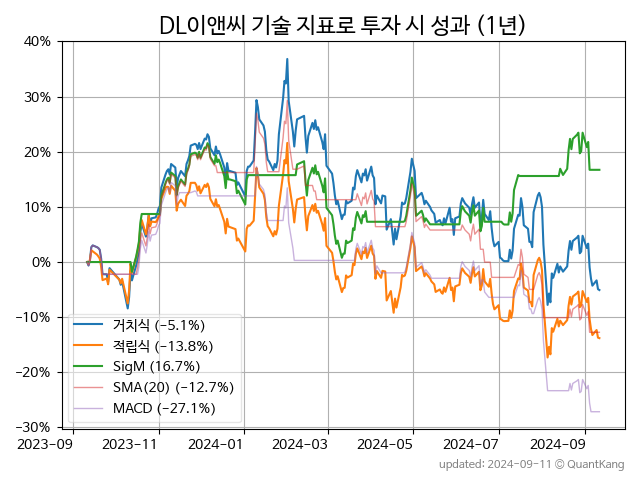 DL이앤씨 기술 지표로 투자 시 성과 (1년)
40%
30%
20%
10%
0%
−10%
−20%
−30%
거치식 (−5.1%)
적립식 (−13.8%)
SigM (16.7%)
SMA(20) (−12.7%)
MACD (−27.1%)
2023-09 2023-11 2024-01 2024-03 2024-05 2024-07 2024-09
updated: 2024-09-11 © QuantKang